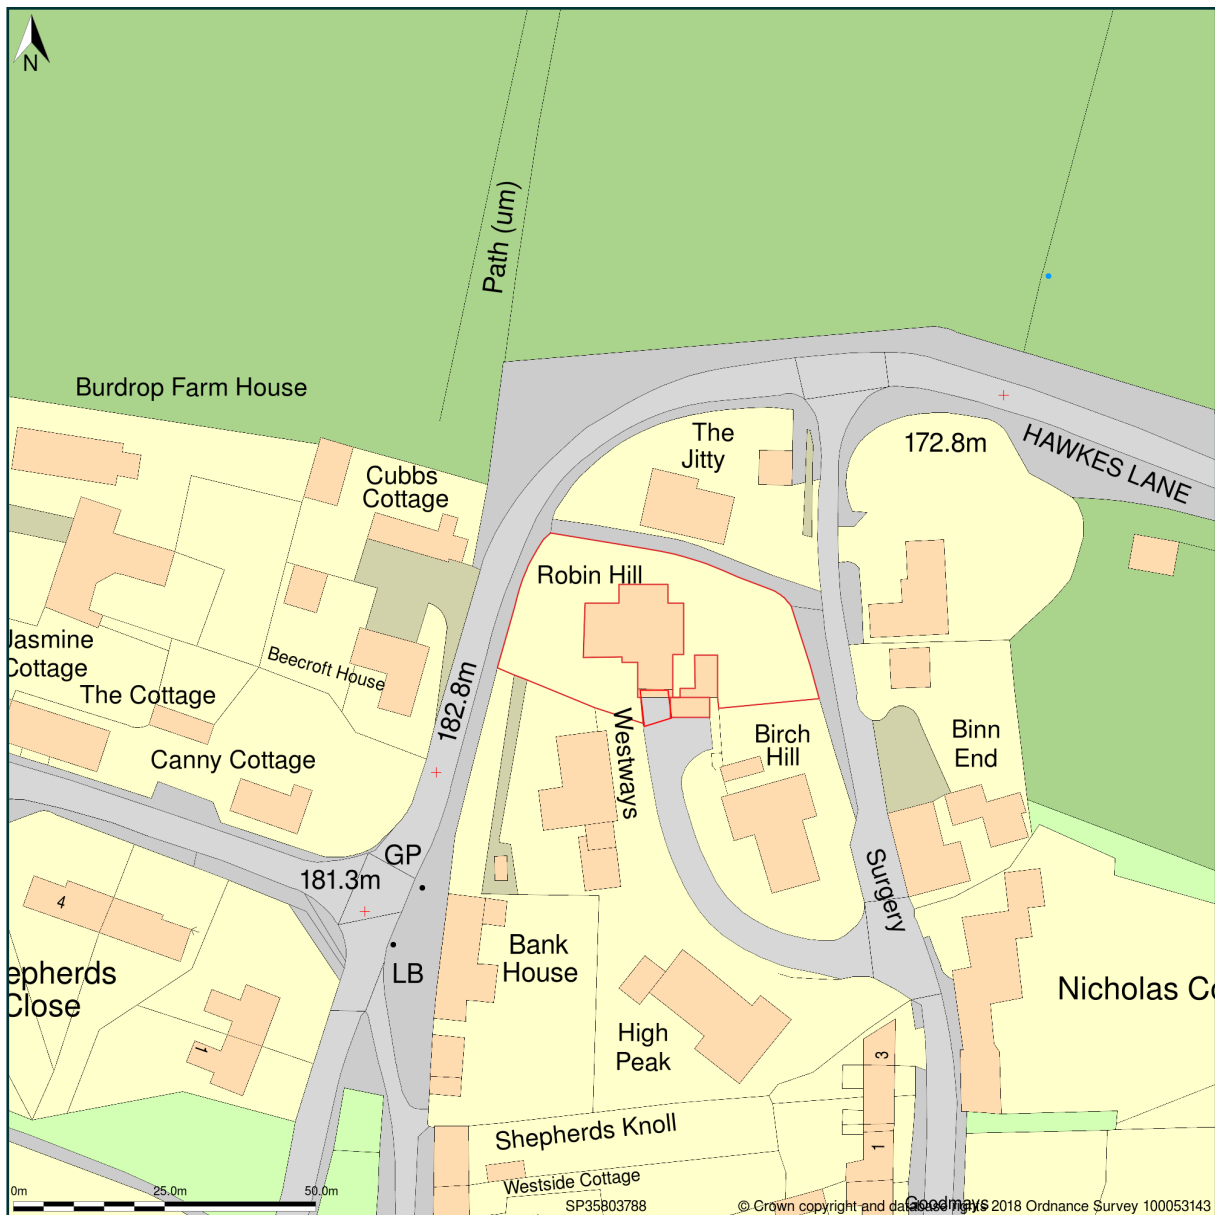 N
Path (um)
Burdrop Farm House
Cubbs
Cottage
The
Jitty
172.8m
HAWKES LANE
Robin Hill
Jasmine
Cottage
Beecroft House
The Cottage
182.8m
Westways
Birch
Hill
Binn
End
Canny Cottage
GP
181.3m
Surgery
4
LB
Bank
House
epherds
Close
Nicholas Co
High
Peak
1
3
Shepherds Knoll
1
Westside Cottage
0m
25.0m
50.0m
SP35803788
Goodmays
© Crown copyright and database rights 2018 Ordnance Survey 100053143